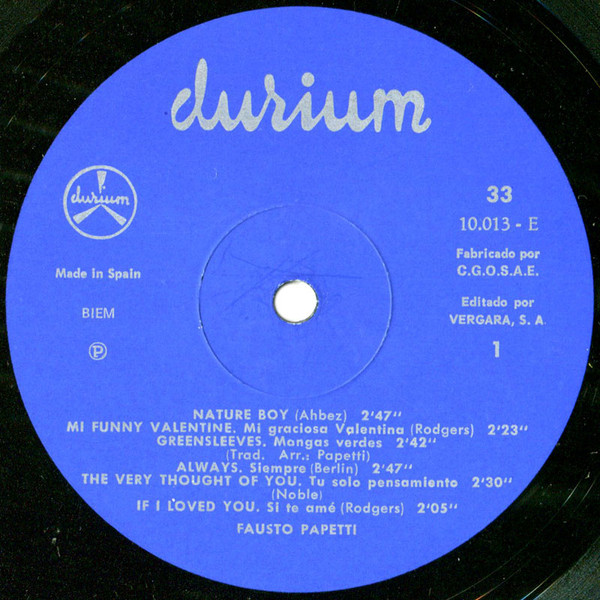 durium
durium
33
10.013 - E
Made in Spain
Fabricado por
C.G.O.S.A.E.
BIEM
Editado por
VERGARA, S. A
P
1
NATURE BOY (Ahbez) 2'47"
MI FUNNY VALENTINE. Mi graciosa Valentina (Rodgers) 2'23"
GREENSLEEVES. Mangas verdes 2'42"
(Trad. Arr.: Papetti)
ALWAYS. Siempre (Berlin) 2'47"
THE VERY THOUGHT OF YOU. Tu solo pensamiento 2'30"
(Noble)
IF I LOVED YOU. Si te amé (Rodgers) 2'05"
FAUSTO PAPETTI